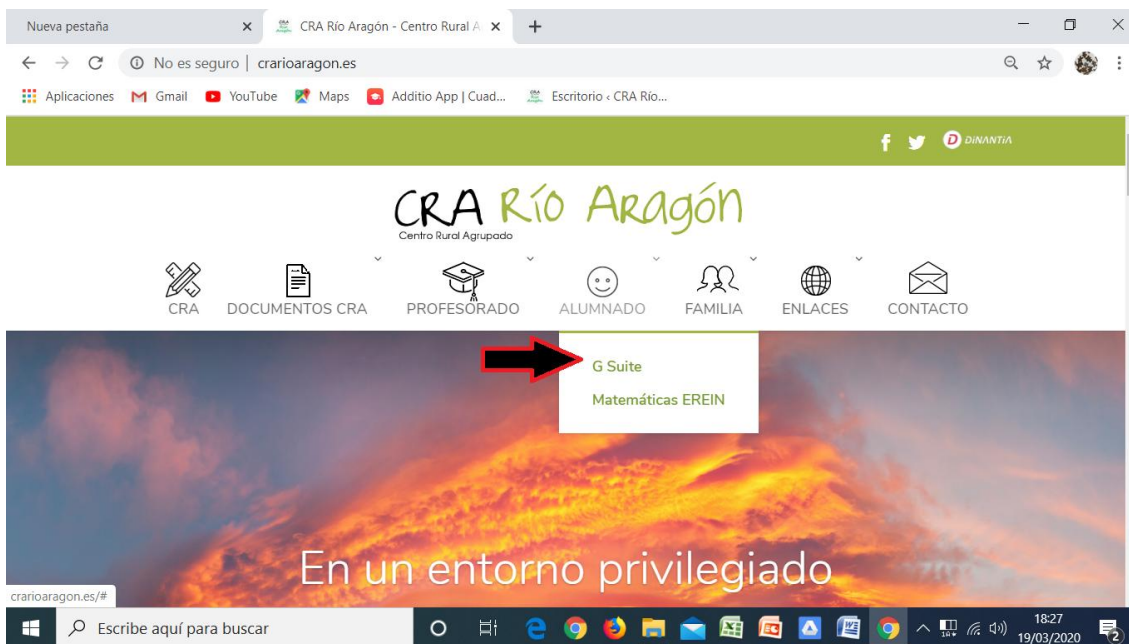 Nueva pestaña
CRA Río Aragón - Centro Rural A
No es seguro | crarioaragon.es
Aplicaciones Gmail YouTube Maps Additio App | Cuad... Escritorio ‹ CRA Río...
DINANTIA
CRA Río Aragón
Centro Rural Agrupado
CRA DOCUMENTOS CRA PROFESORADO ALUMNADO FAMILIA ENLACES CONTACTO
G Suite
Matemáticas EREIN
En un entorno privilegiado
crarioaragon.es/#
Escribe aquí para buscar
18:27
19/03/2020
2